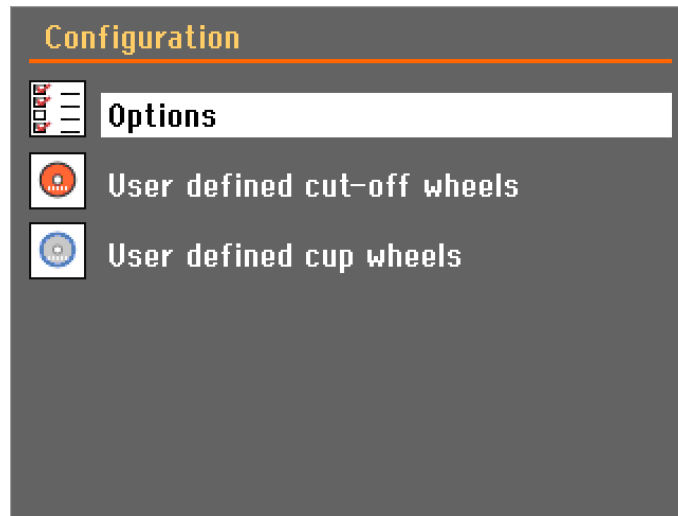 Configuration
Options
User defined cut-off wheels
User defined cup wheels